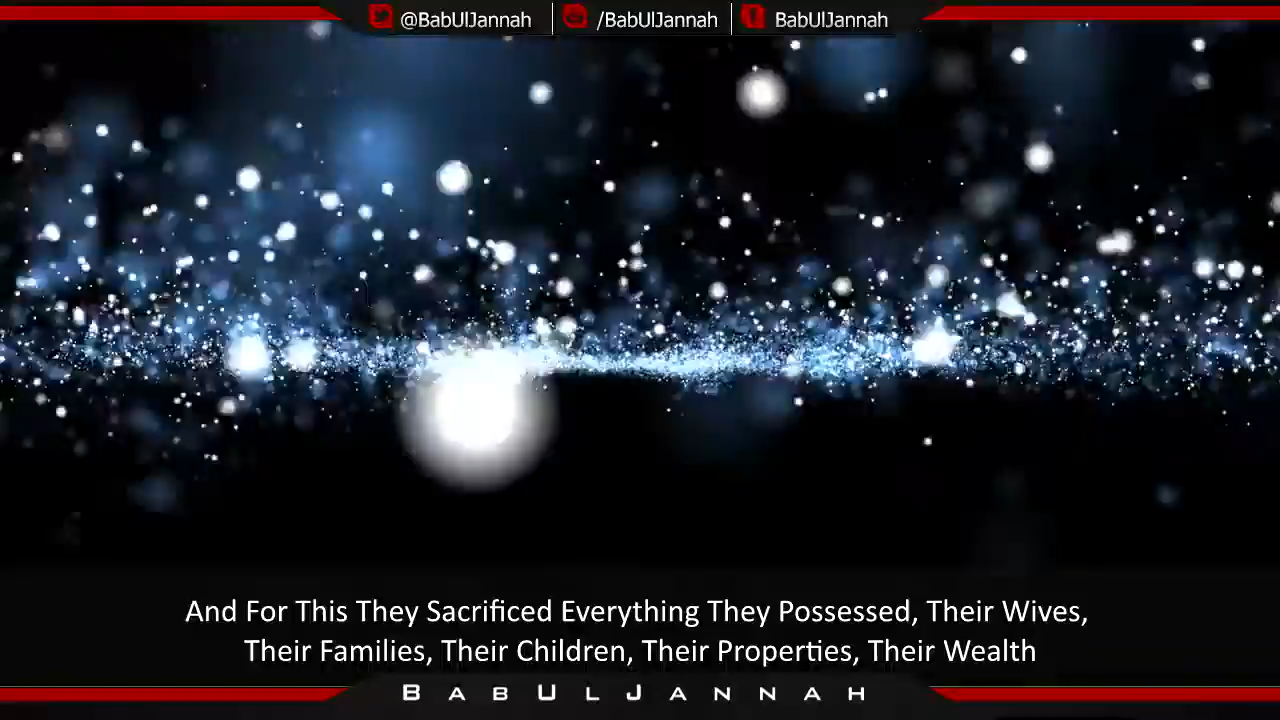 @BabUlJannah /BabUlJannah BabUlJannah
And For This They Sacrificed Everything They Possessed, Their Wives,
Their Families, Their Children, Their Properties, Their Wealth
BABULJANNAH